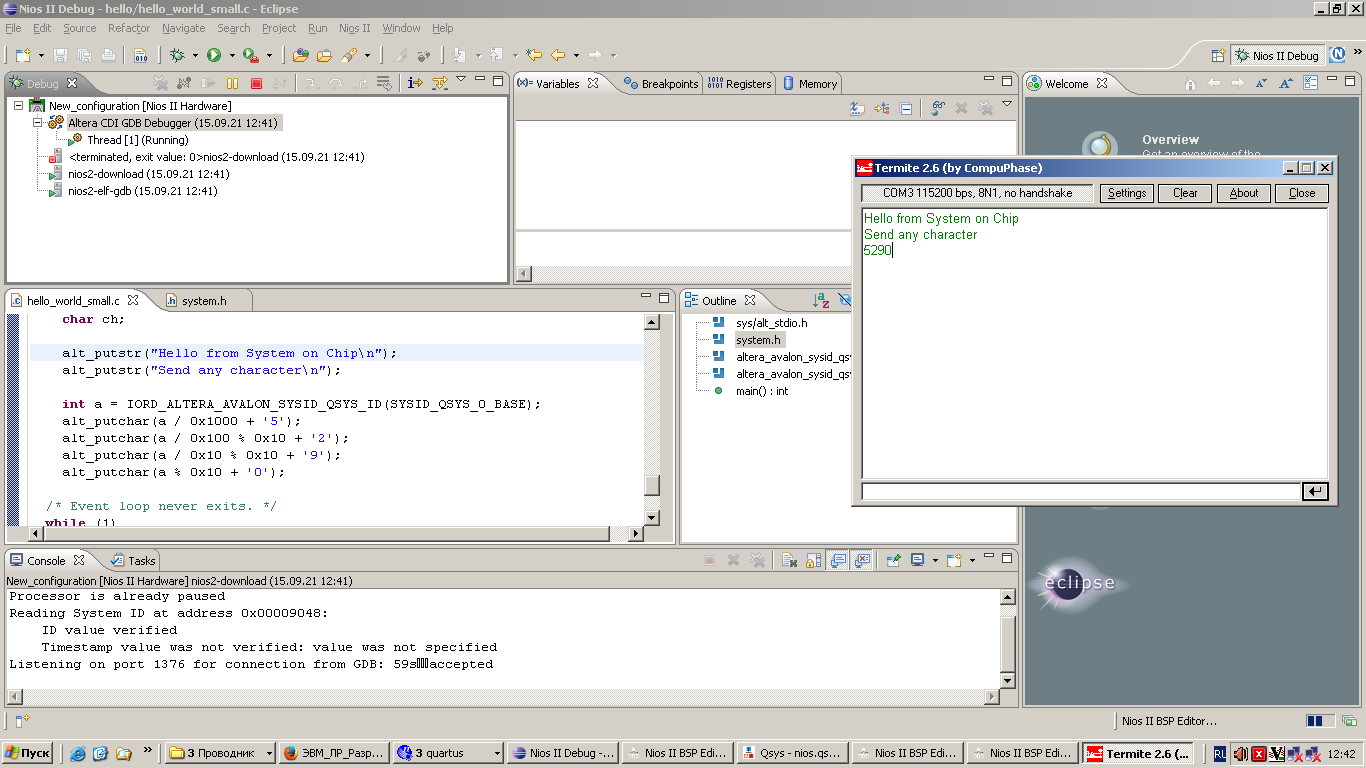 Nios II Debug - hello/hello_world_small.c - Eclipse
File Edit Source Refactor Navigate Search Project Run Nios II Window Help
Nios II Debug
Debug
New_configuration [Nios II Hardware]
Altera CDI GDB Debugger (15.09.21 12:41)
Thread [1] (Running)
<terminated, exit value: 0>nios2-download (15.09.21 12:41)
nios2-download (15.09.21 12:41)
nios2-elf-gdb (15.09.21 12:41)
(x)= Variables Breakpoints Registers Memory
Welcome
Overview
Get an overview of the
Termite 2.6 (by CompuPhase)
COM3 115200 bps, 8N1, no handshake Settings Clear About Close
Hello from System on Chip
Send any character
5290
hello_world_small.c system.h
char ch;
alt_putstr("Hello from System on Chip\n");
alt_putstr("Send any character\n");
int a = IORD_ALTERA_AVALON_SYSID_QSYS_ID(SYSID_QSYS_0_BASE);
alt_putchar(a / 0x1000 + '5');
alt_putchar(a / 0x100 % 0x10 + '2');
alt_putchar(a / 0x10 % 0x10 + '9');
alt_putchar(a % 0x10 + '0');
/* Event loop never exits. */
while (1)
Outline
sys/alt_stdio.h
system.h
altera_avalon_sysid_qsy
altera_avalon_sysid_qsy
main() : int
eclipse
Console Tasks
New_configuration [Nios II Hardware] nios2-download (15.09.21 12:41)
Processor is already paused
Reading System ID at address 0x00009048:
ID value verified
Timestamp value was not verified: value was not specified
Listening on port 1376 for connection from GDB: 59s accepted
Nios II BSP Editor...
Пуск
3 Проводник
ЭВМ_ЛР_Разр...
3 quartus
Nios II Debug -...
Nios II BSP Edi...
Qsys - nios.qs...
Nios II BSP Edi...
Nios II BSP Edi...
Termite 2.6 (...
RL
12:42